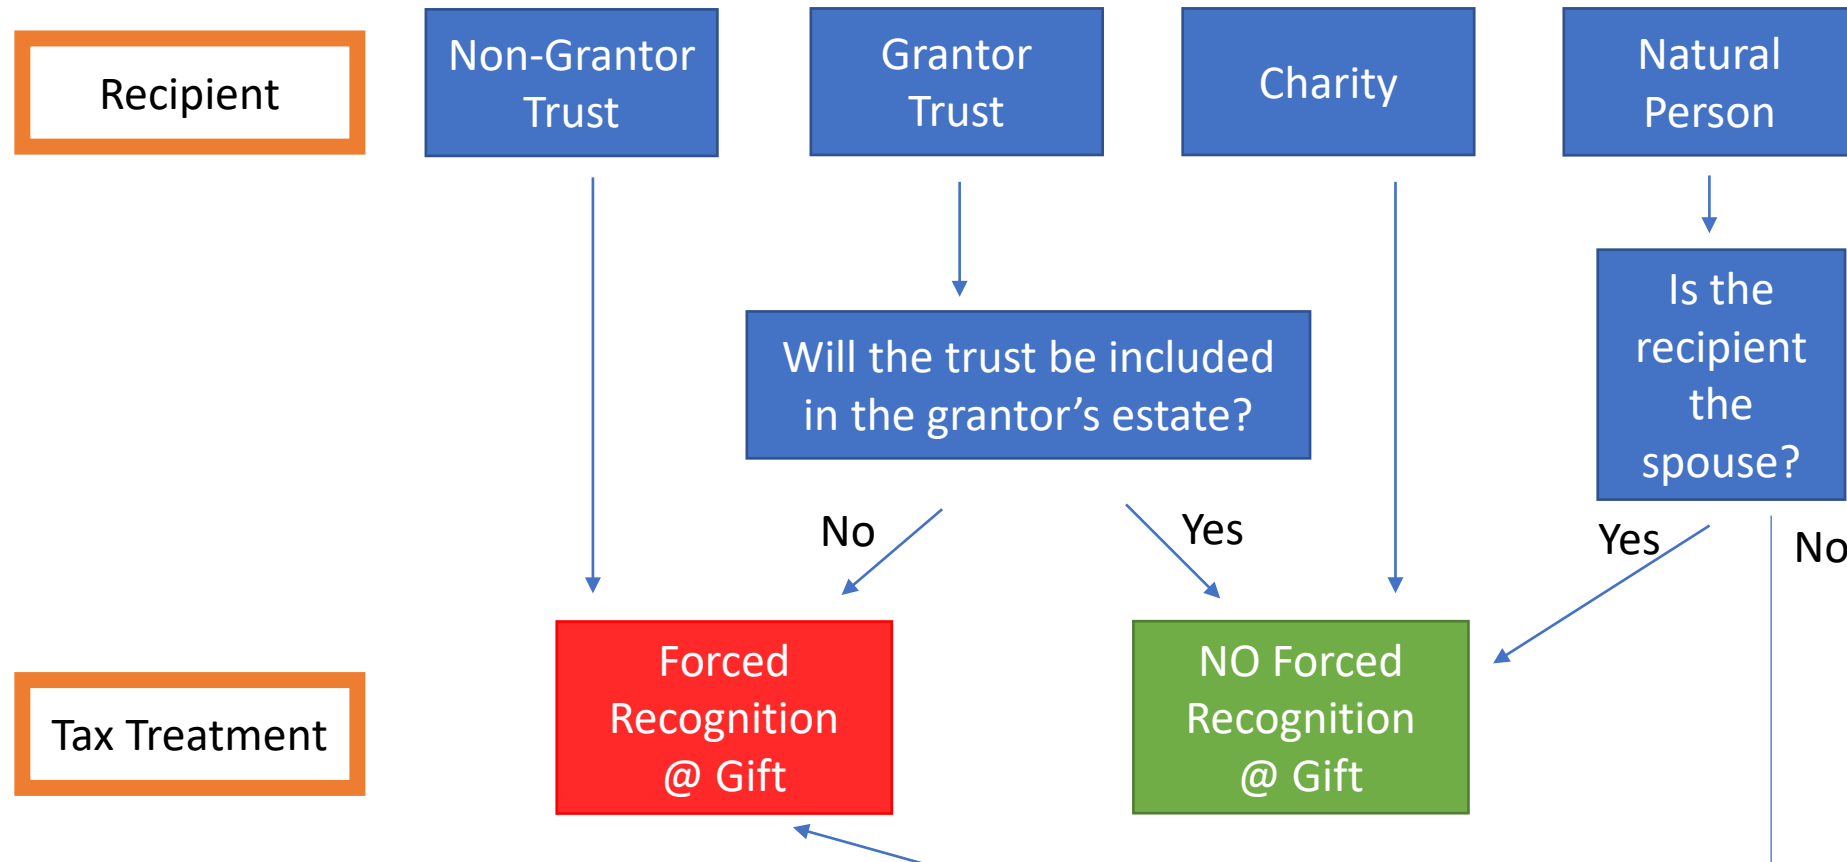 Recipient
Non-Grantor
Trust
Grantor
Trust
Charity
Natural
Person
Will the trust be included
in the grantor’s estate?
Is the
recipient
the
spouse?
No
Yes
Yes
No
Tax Treatment
Forced
Recognition
@ Gift
NO Forced
Recognition
@ Gift